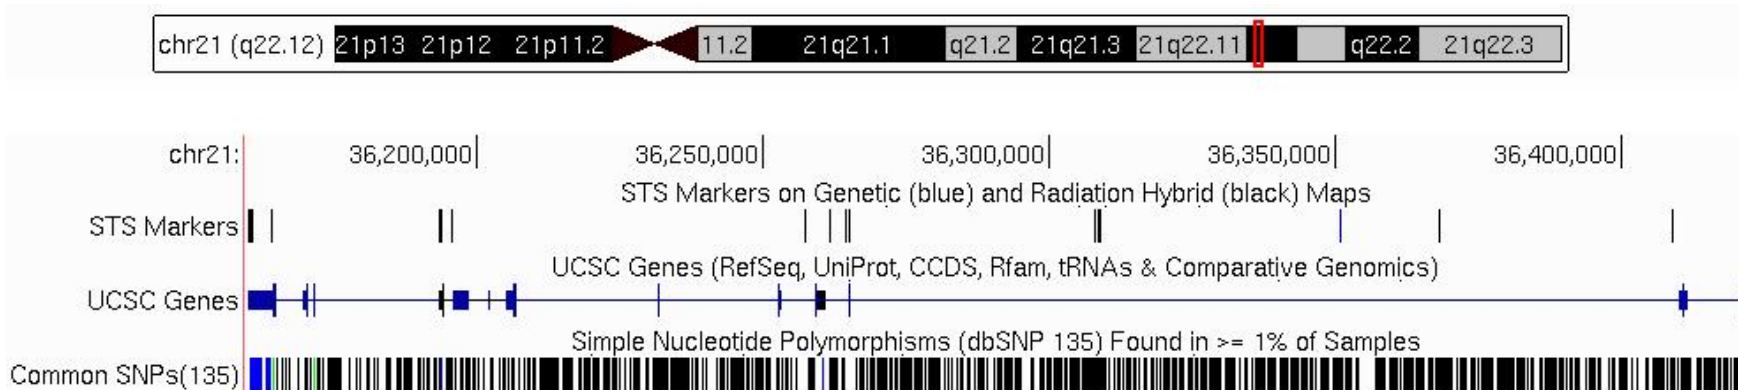 chr21 (q22.12) 21p13 21p12 21p11.2 11.2 21q21.1 q21.2 21q21.3 21q22.11 q22.2 21q22.3
chr21: 36,200,000 36,250,000 36,300,000 36,350,000 36,400,000
STS Markers on Genetic (blue) and Radiation Hybrid (black) Maps
STS Markers
UCSC Genes (RefSeq, UniProt, CCDS, Rfam, tRNAs & Comparative Genomics)
UCSC Genes
Simple Nucleotide Polymorphisms (dbSNP 135) Found in >= 1% of Samples
Common SNPs(135)